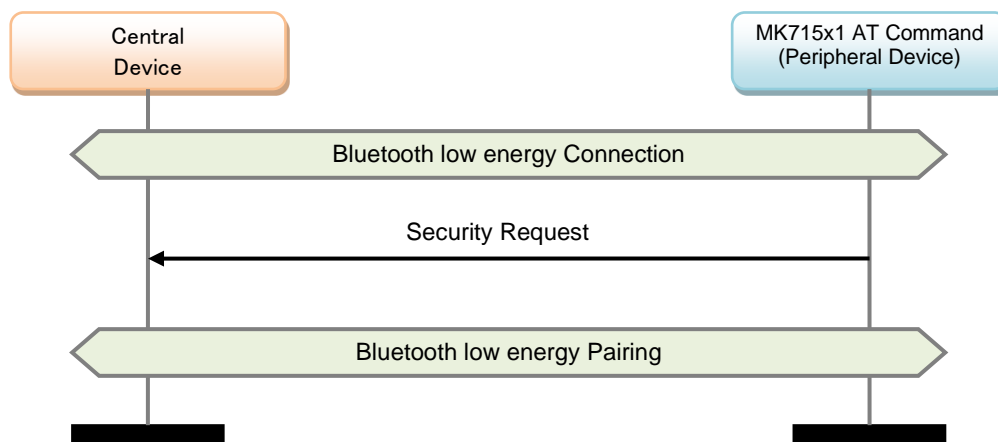 Central
Device
MK715x1 AT Command
(Peripheral Device)
Bluetooth low energy Connection
Security Request
Bluetooth low energy Pairing